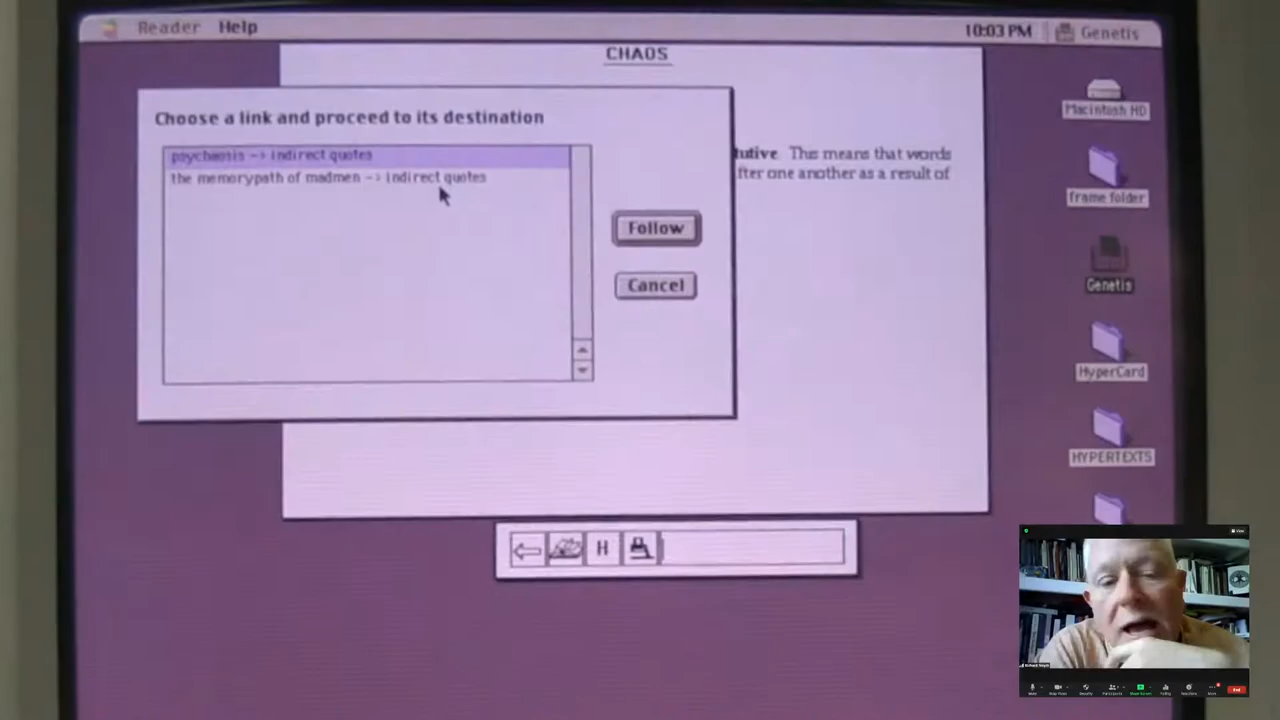 Reader Help 10:03 PM Genetis
CHAOS
Choose a link and proceed to its destination
psychaosis -> indirect quotes
the memorypath of madmen -> indirect quotes
tutive. This means that words
fter one another as a result of
Follow
Cancel
H
Macintosh HD
frame folder
Genetis
HyperCard
HYPERTEXTS